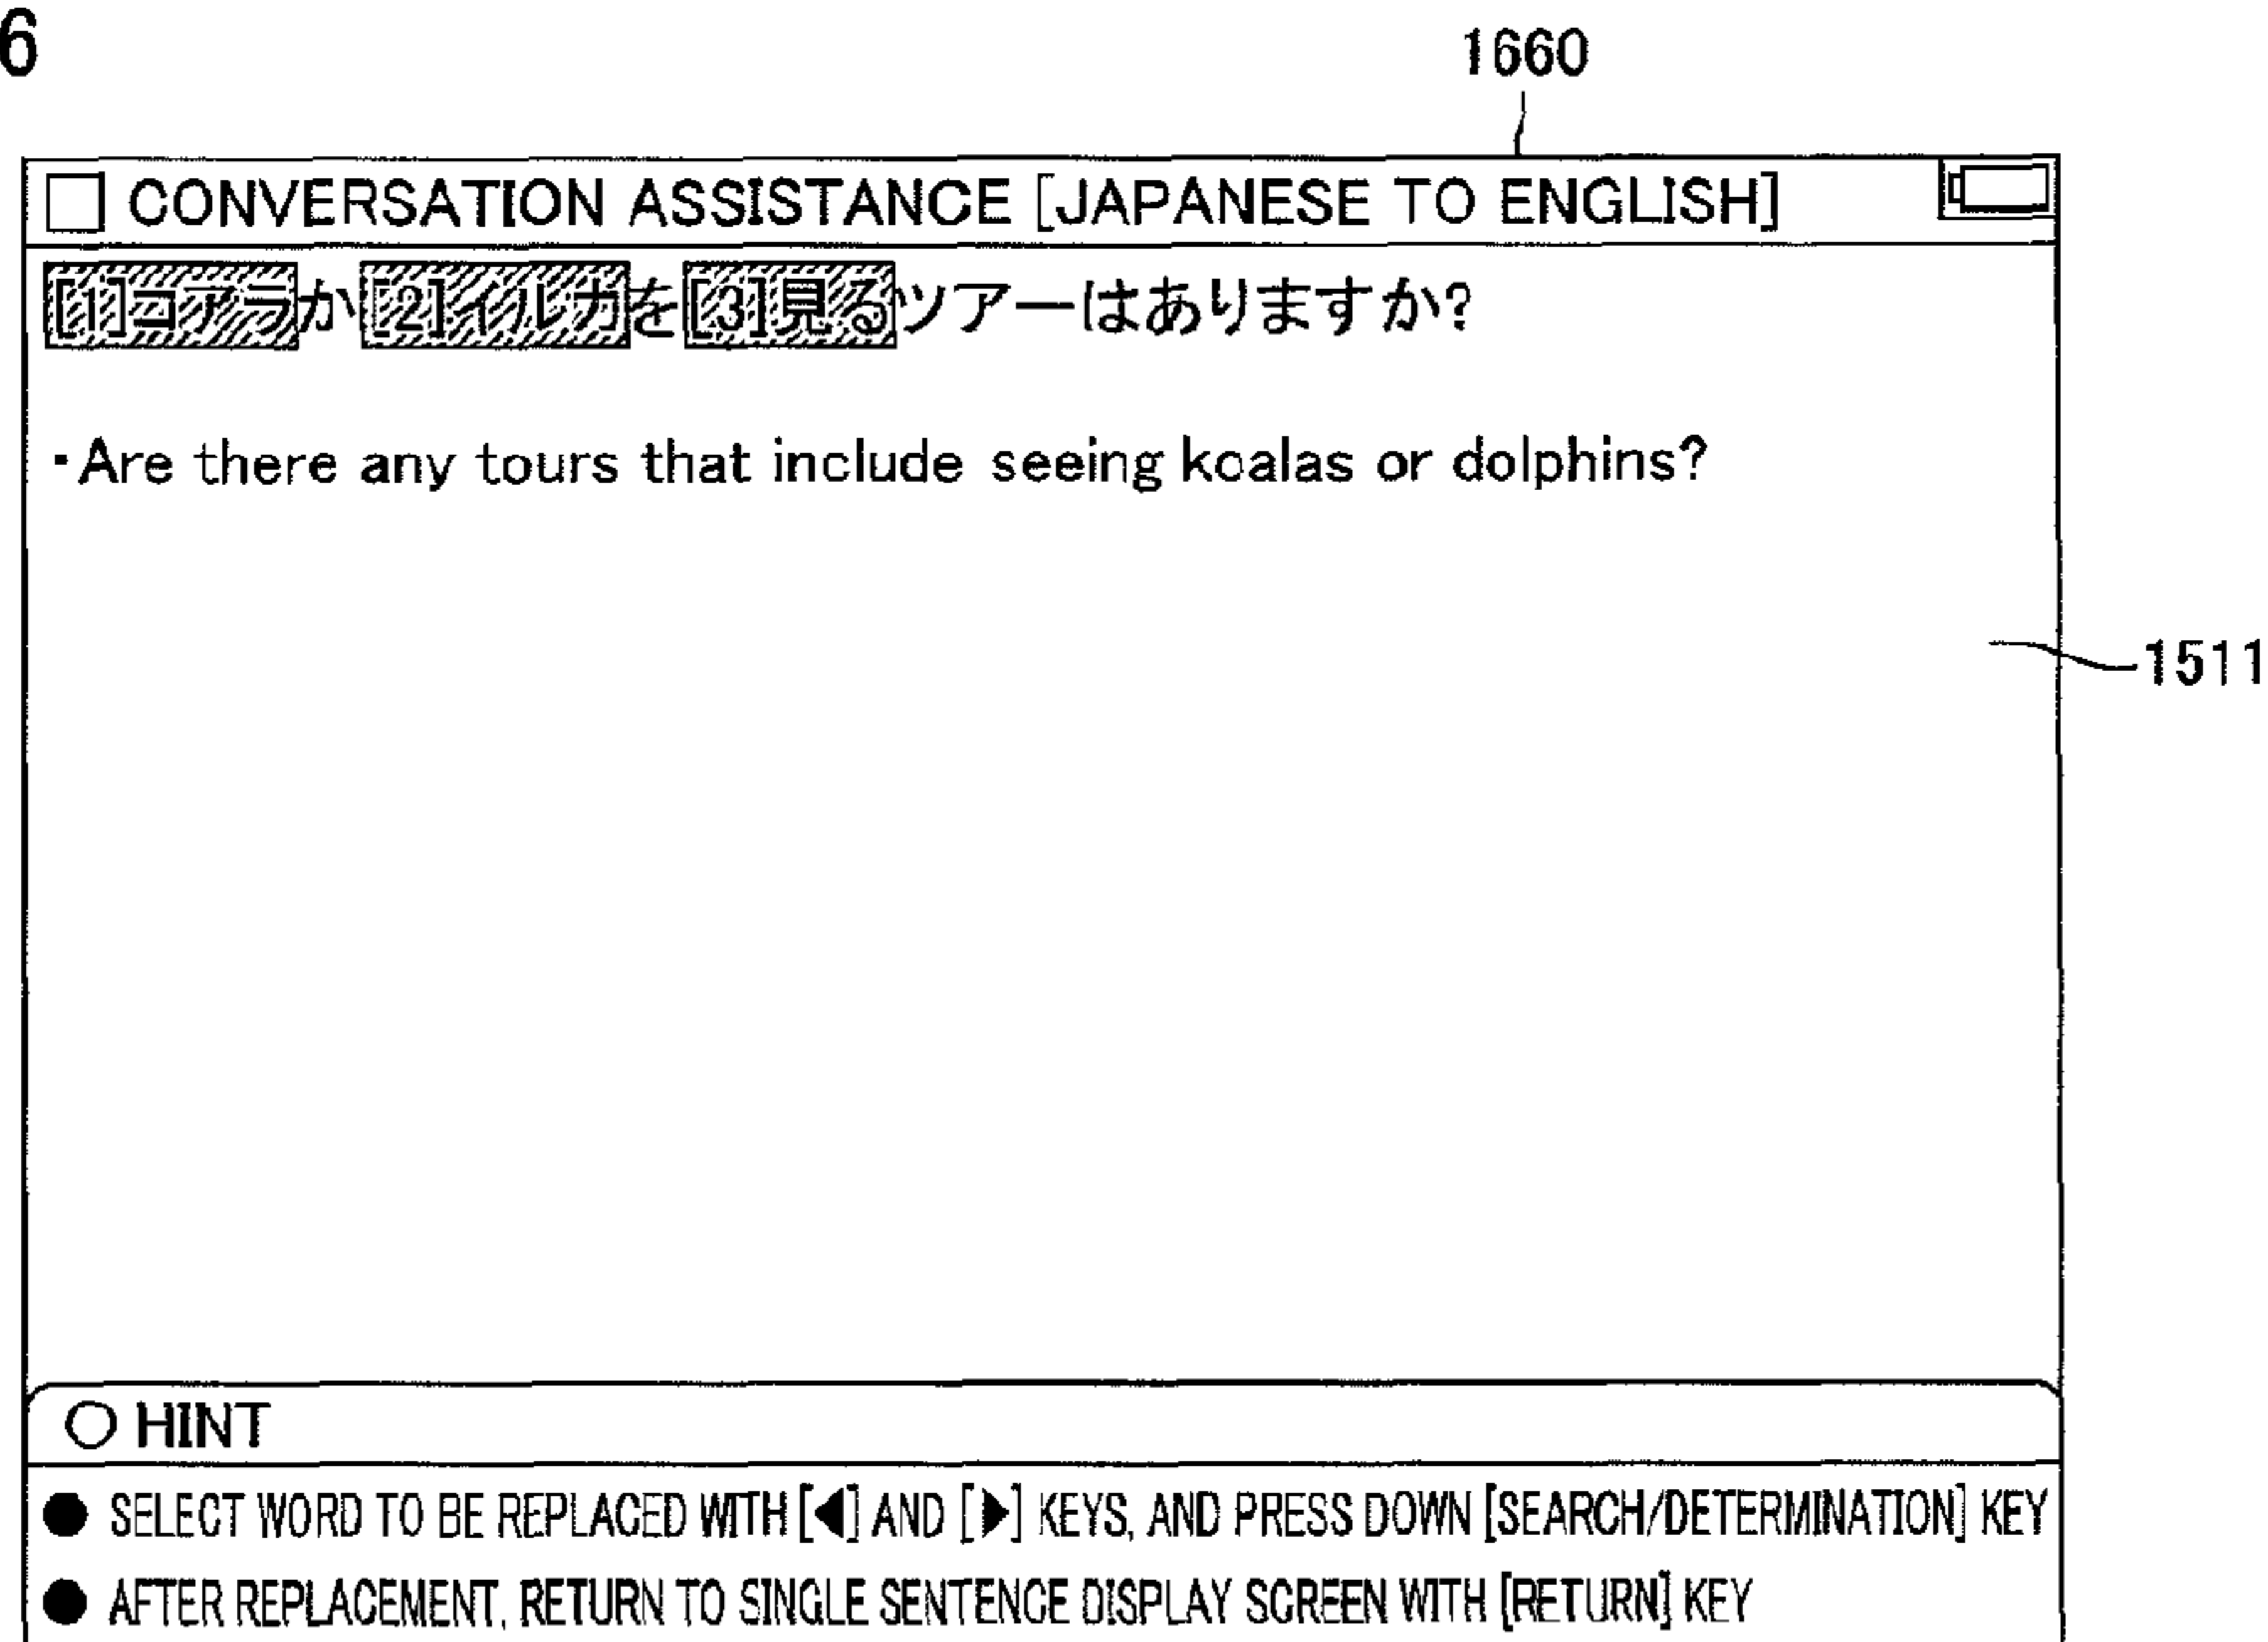 6
1660
CONVERSATION ASSISTANCE [JAPANESE TO ENGLISH]
[1]コアラか[2]イルカを[3]見るツアーはありますか?
・Are there any tours that include seeing koalas or dolphins?
1511
○ HINT
● SELECT WORD TO BE REPLACED WITH [◀] AND [▶] KEYS, AND PRESS DOWN [SEARCH/DETERMINATION] KEY
● AFTER REPLACEMENT, RETURN TO SINGLE SENTENCE DISPLAY SCREEN WITH [RETURN] KEY